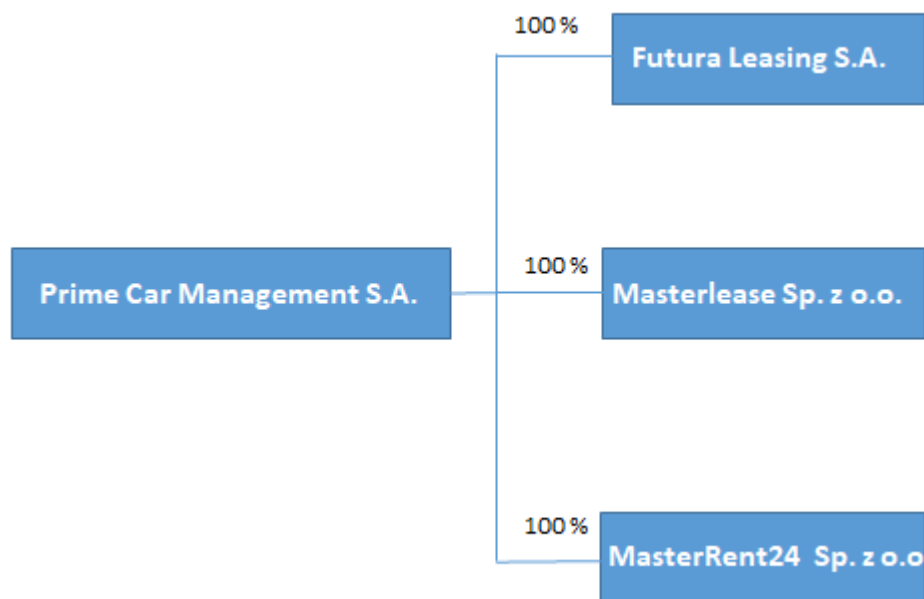 100 %
Futura Leasing S.A.
Prime Car Management S.A.
100 %
Masterlease Sp. z o.o.
100 %
MasterRent24 Sp. z o.o